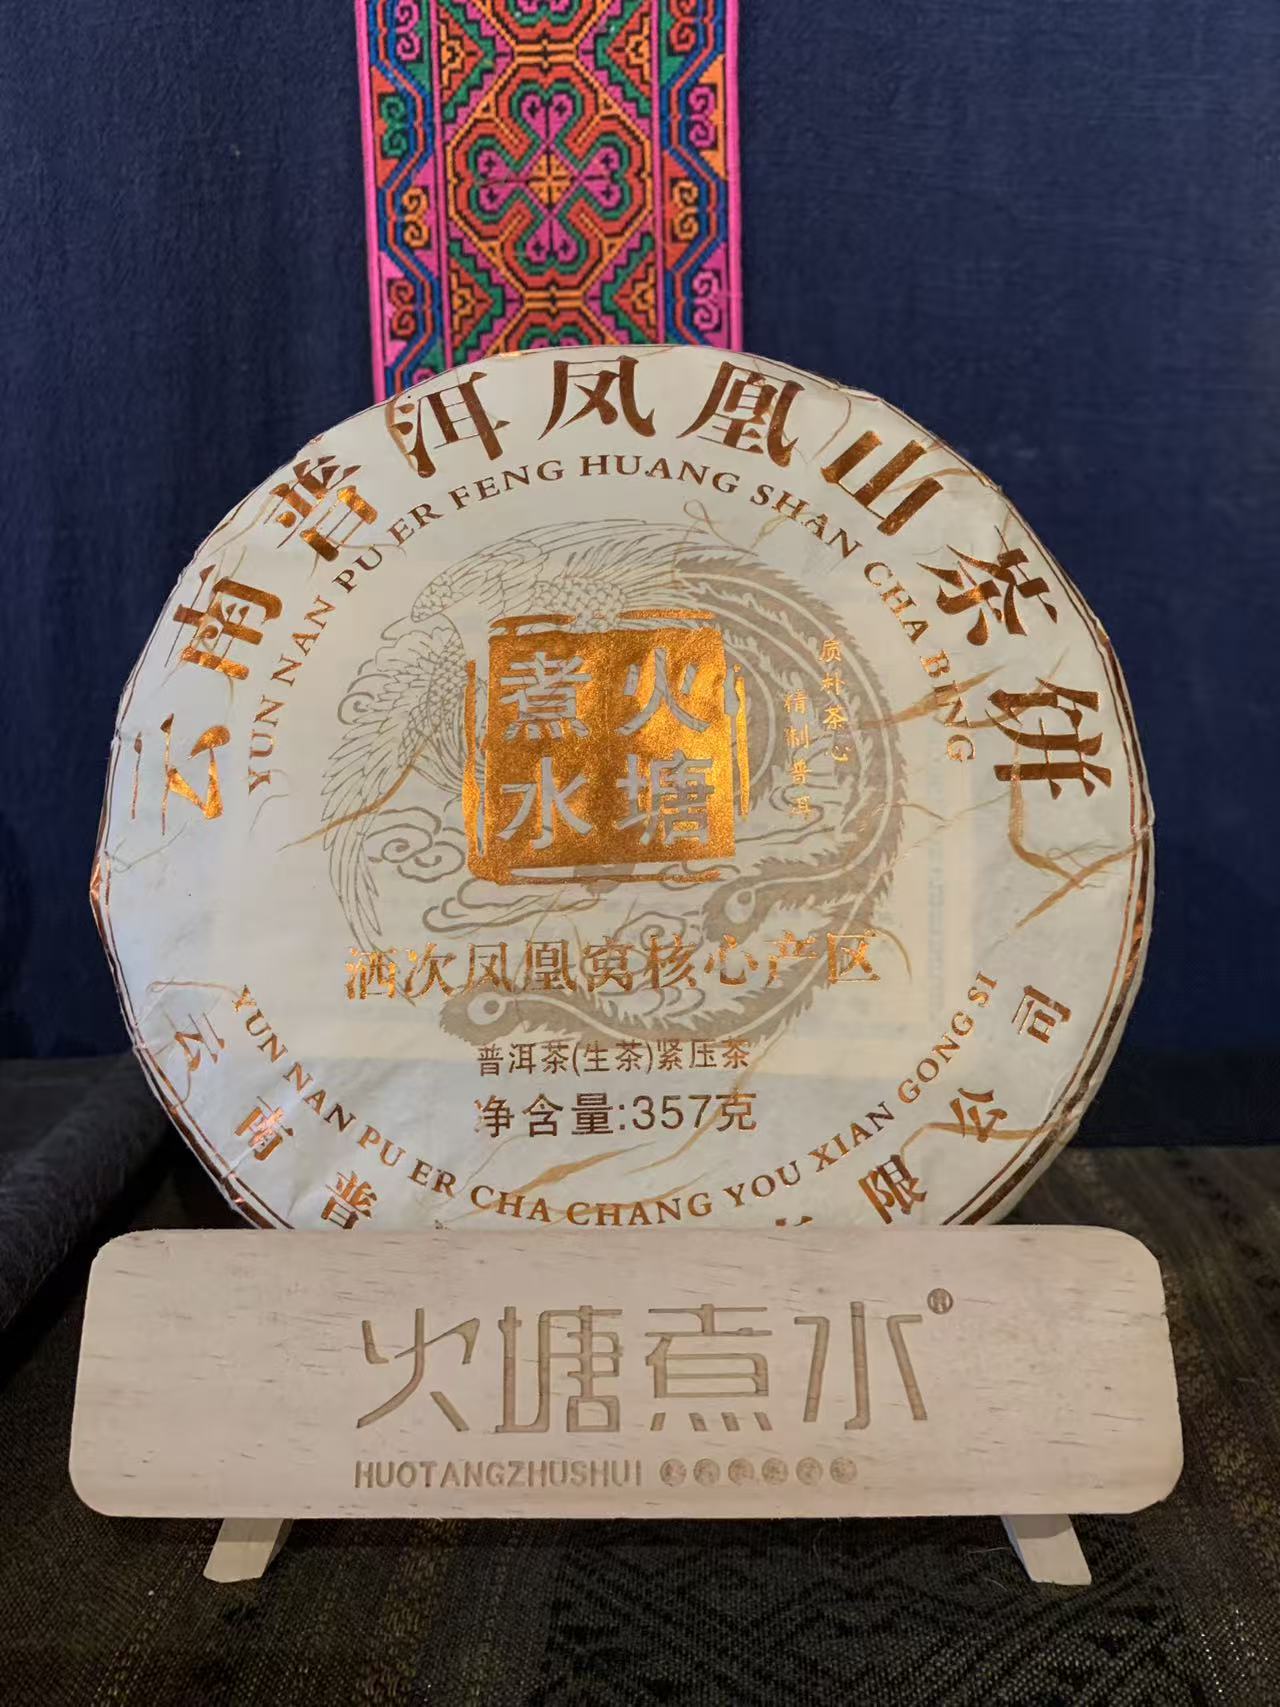 云南普洱凤凰山茶饼
YUN NAN PU ER FENG HUANG SHAN CHA BING
火塘
煮水
质朴茶心
精制普洱
洒次凤凰窝核心产区
普洱茶(生茶)紧压茶
净含量:357克
YUN NAN PU ER CHA CHANG YOU XIAN GONG SI
云南普
限公司
火塘煮水®
HUOTANGZHUSHUI